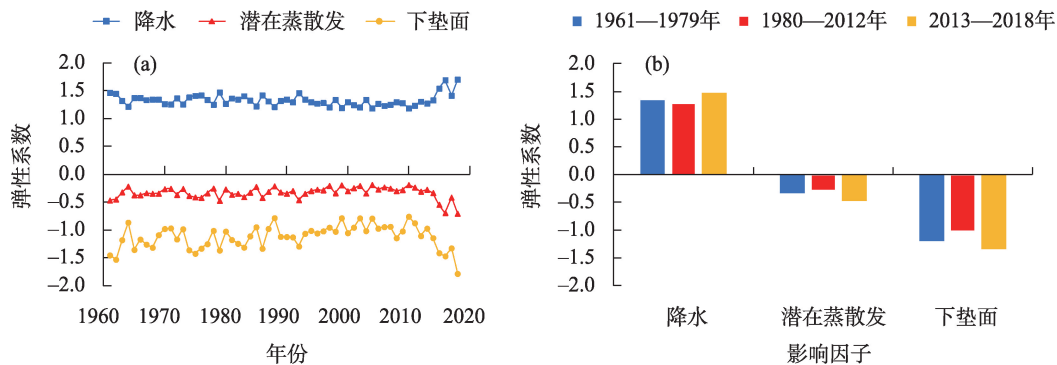 降水 潜在蒸散发 下垫面
(a)
2.0
1.5
1.0
0.5
0.0
–0.5
–1.0
–1.5
–2.0
弹性系数
1960 1970 1980 1990 2000 2010 2020
年份
1961—1979年 1980—2012年 2013—2018年
(b)
2.0
1.5
1.0
0.5
0.0
–0.5
–1.0
–1.5
–2.0
弹性系数
降水 潜在蒸散发 下垫面
影响因子